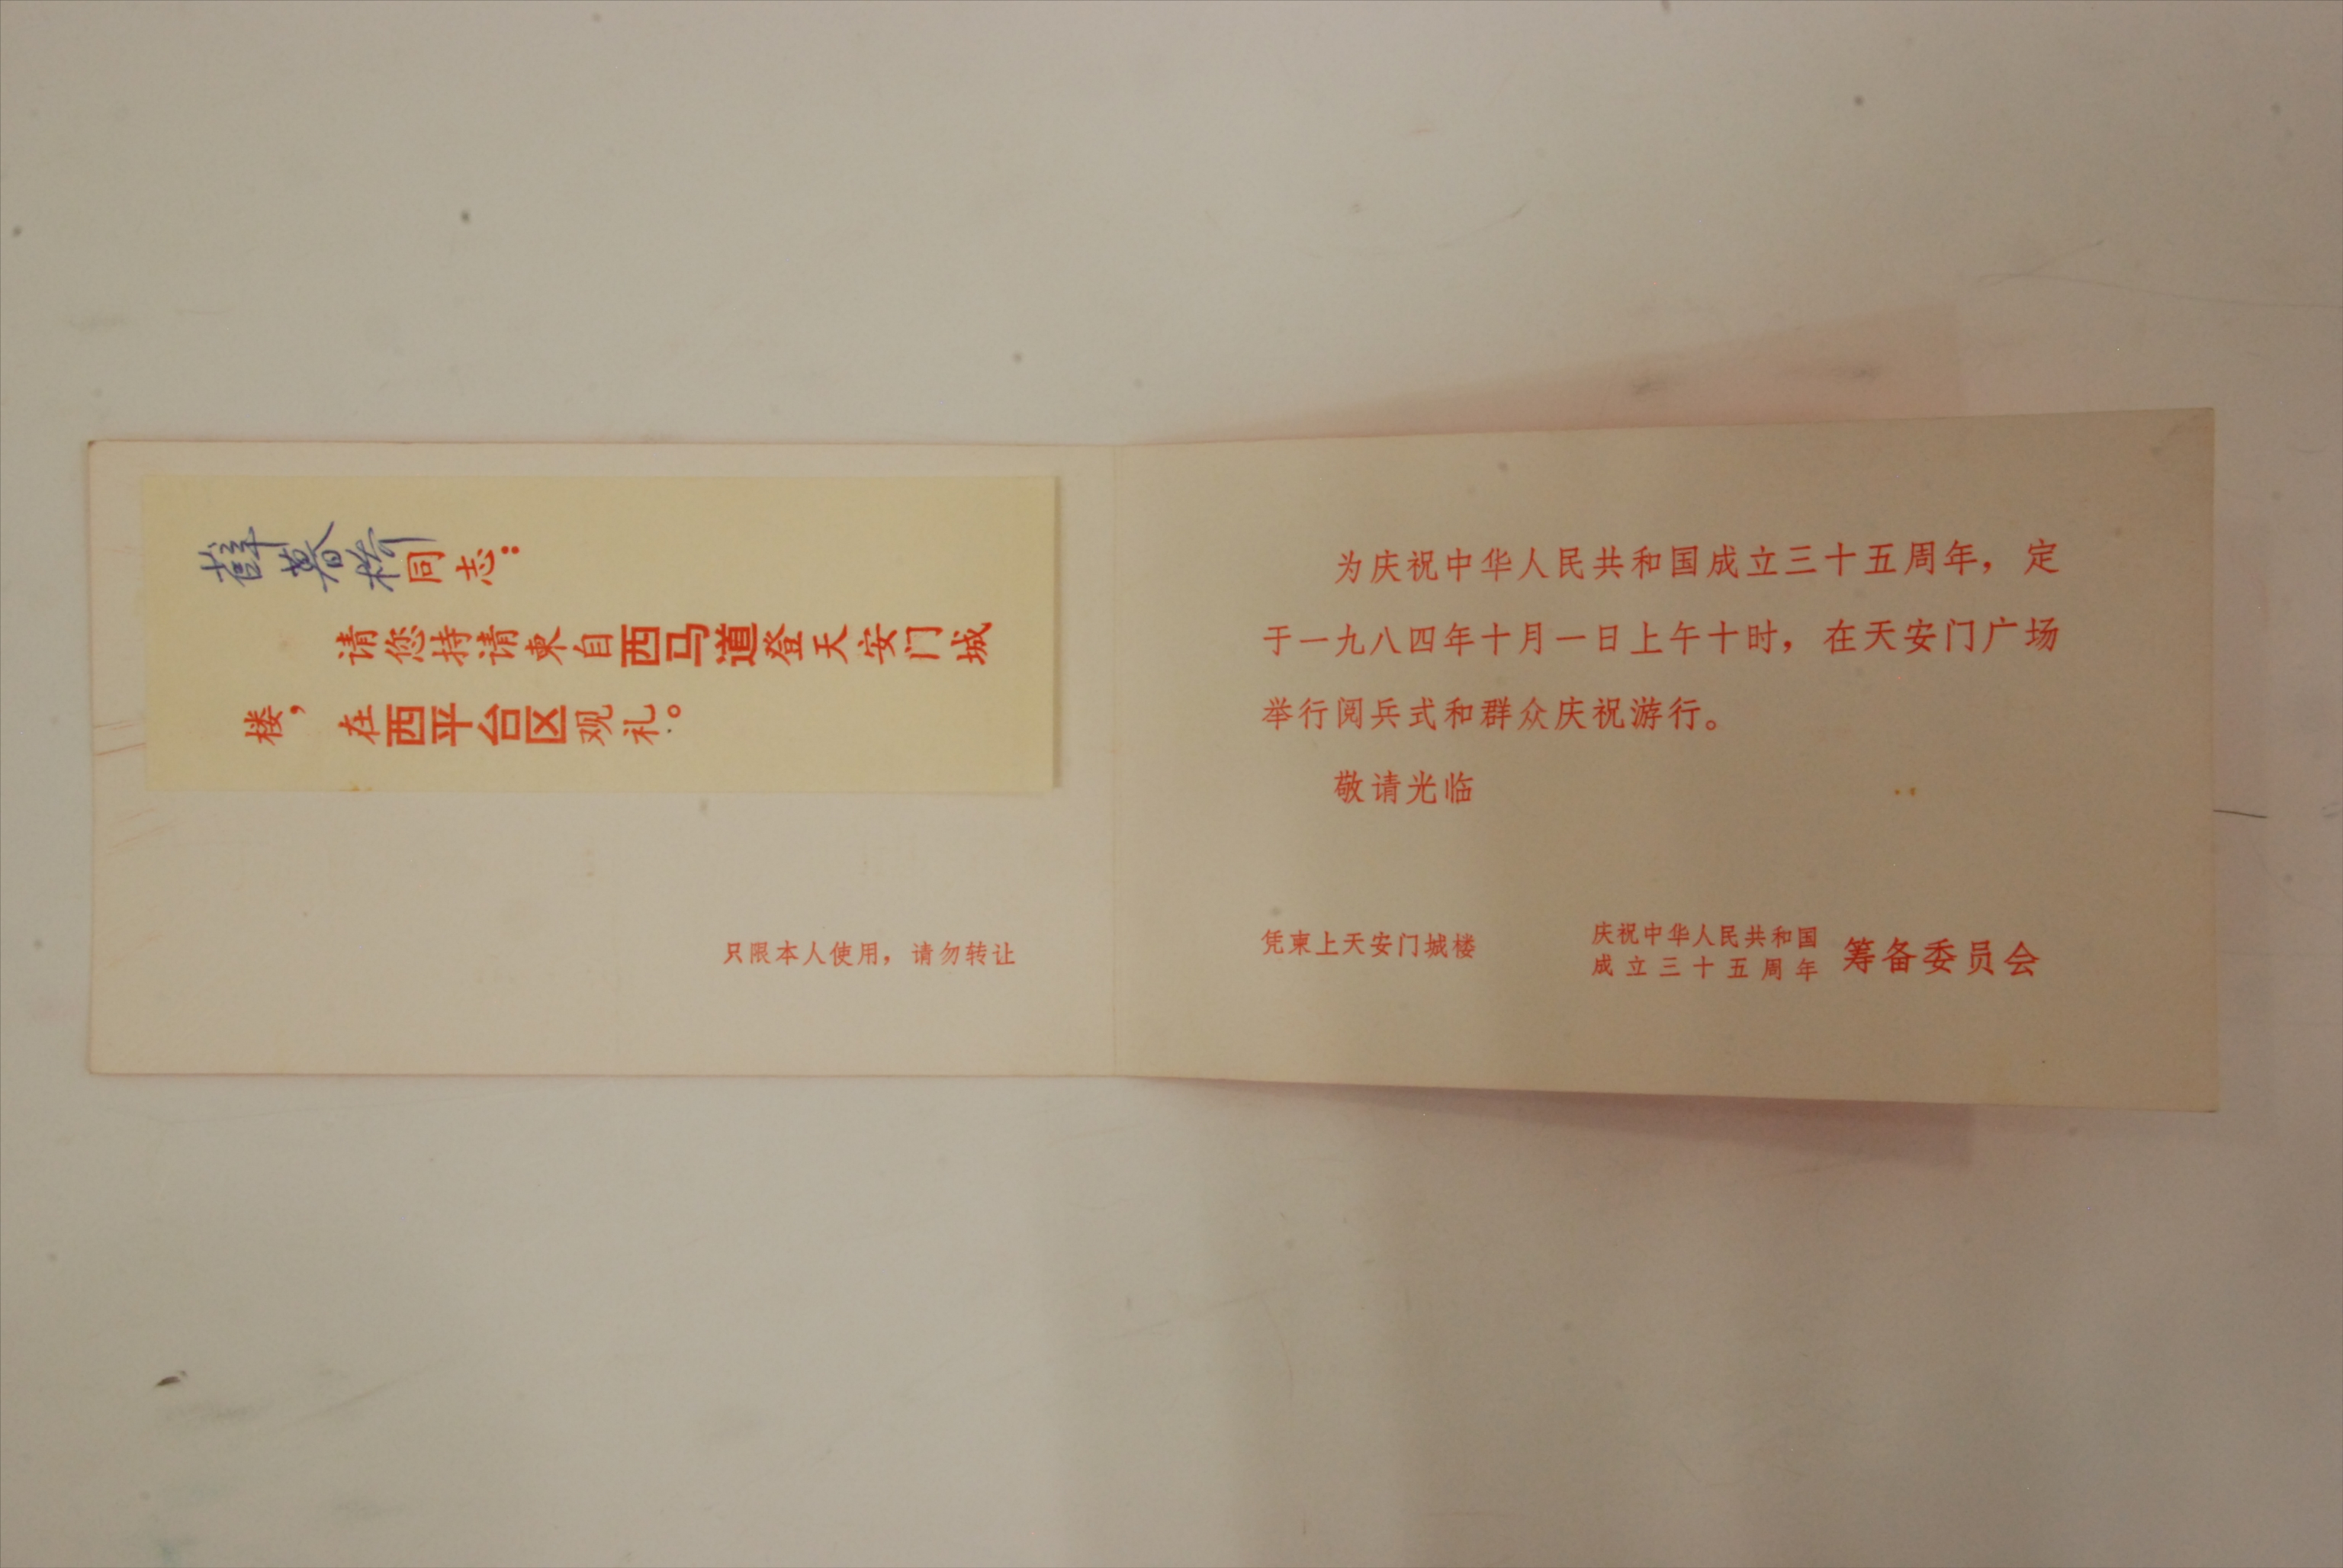 薛暮桥同志：
请您持请柬自西马道登天安门城
楼，在西平台区观礼。
只限本人使用，请勿转让
为庆祝中华人民共和国成立三十五周年，定
于一九八四年十月一日上午十时，在天安门广场
举行阅兵式和群众庆祝游行。
敬请光临
凭柬上天安门城楼
庆祝中华人民共和国
成立三十五周年
筹备委员会